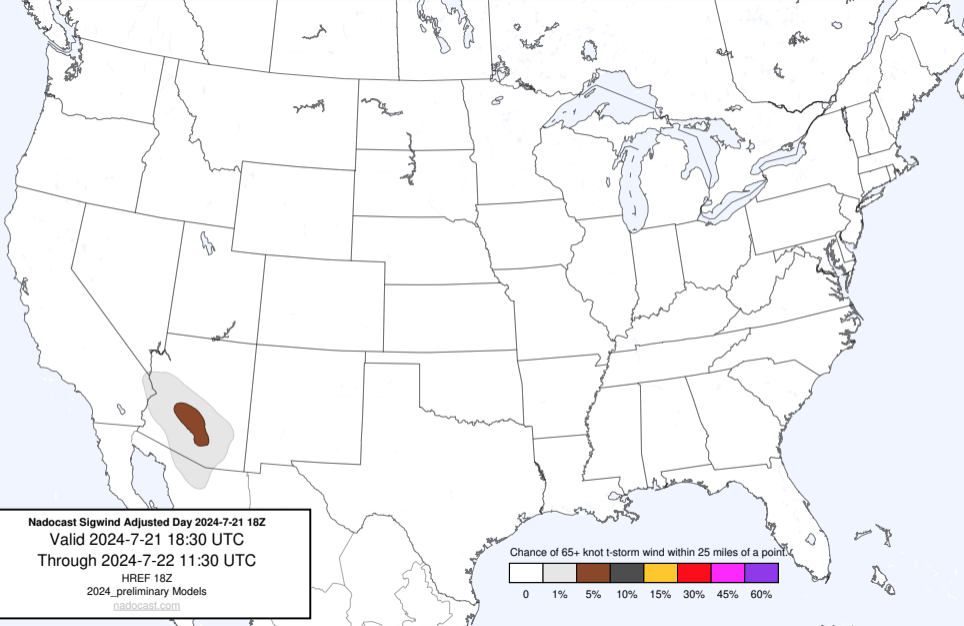 Nadocast Sigwind Adjusted Day 2024-7-21 18Z
Valid 2024-7-21 18:30 UTC
Through 2024-7-22 11:30 UTC
HREF 18Z
2024_preliminary Models
nadocast.com
Chance of 65+ knot t-storm wind within 25 miles of a point.
0 1% 5% 10% 15% 30% 45% 60%